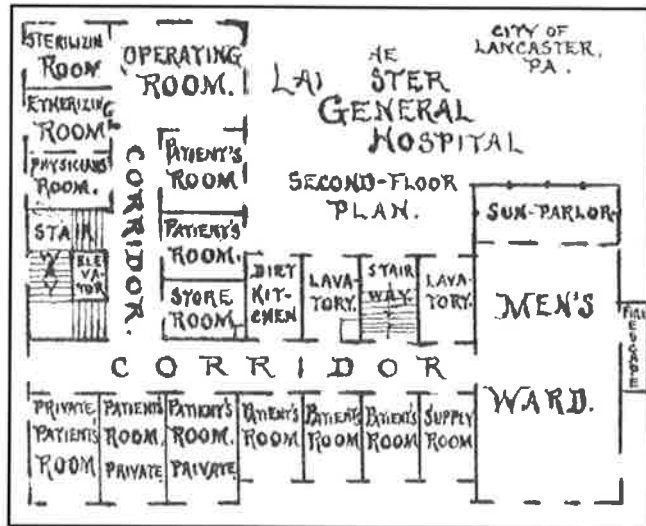 CITY OF
LANCASTER,
PA.
HE
LAI STER
GENERAL
HOSPITAL
SECOND-FLOOR
PLAN.
STERILIZIN
ROOM
ETHERIZING
ROOM
PHYSICIANS
ROOM.
STAIR
WAY
ELE-
VA-
TOR
OPERATING
ROOM.
CORRIDOR.
PATIENT'S
ROOM
PATIENT'S
ROOM.
STORE
ROOM.
DIET
KIT-
CHEN
LAVA-
TORY.
STAIR
WAY.
LAVA-
TORY.
SUN-PARLOR
MEN'S
WARD.
FIRE
ESCAPE
CORRIDOR
PRIVATE
PATIENTS
ROOM
PATIENTS
ROOM.
PRIVATE
PATIENT'S
ROOM.
PRIVATE.
PATIENT'S
ROOM
PATIENT'S
ROOM
PATIENT'S
ROOM
SUPPLY
ROOM